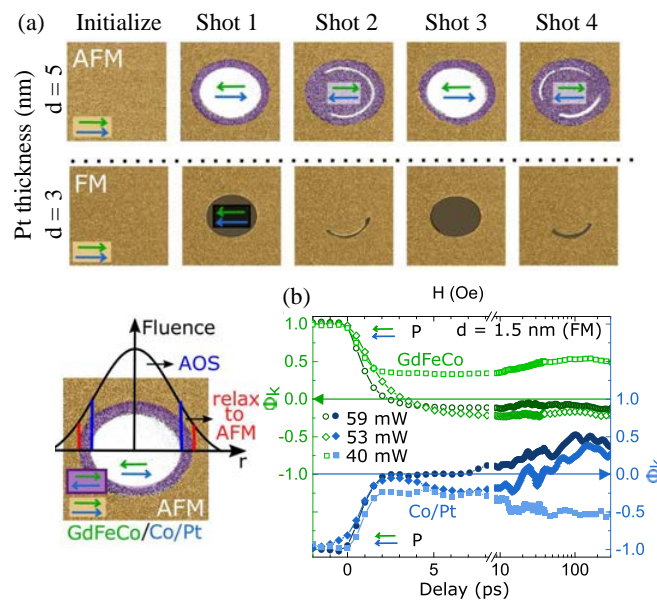 (a) Initialize Shot 1 Shot 2 Shot 3 Shot 4
Pt thickness (nm)
d = 5
AFM
d = 3
FM
Fluence
AOS
relax
to
AFM
r
AFM
GdFeCo/Co/Pt
(b)
H (Oe)
P d = 1.5 nm (FM)
GdFeCo
1.0
0.5
0.0
-0.5
-1.0
Φk
59 mW
53 mW
40 mW
Co/Pt
P
1.0
0.5
0.0
-0.5
-1.0
Φk
0 5 10 100
Delay (ps)